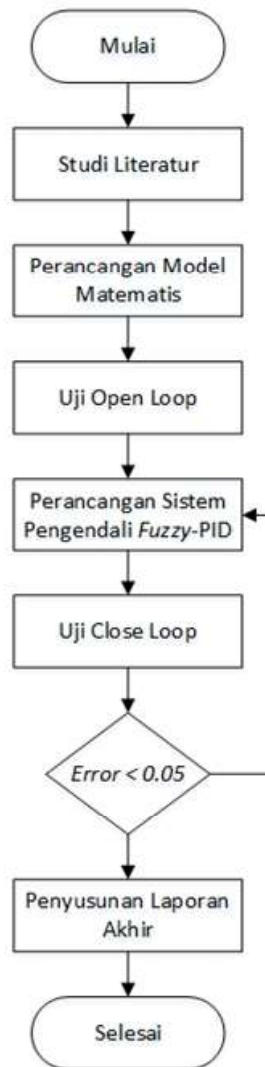 Mulai
Studi Literatur
Perancangan Model
Matematis
Uji Open Loop
Perancangan Sistem
Pengendali Fuzzy-PID
Uji Close Loop
Error < 0.05
Penyusunan Laporan
Akhir
Selesai